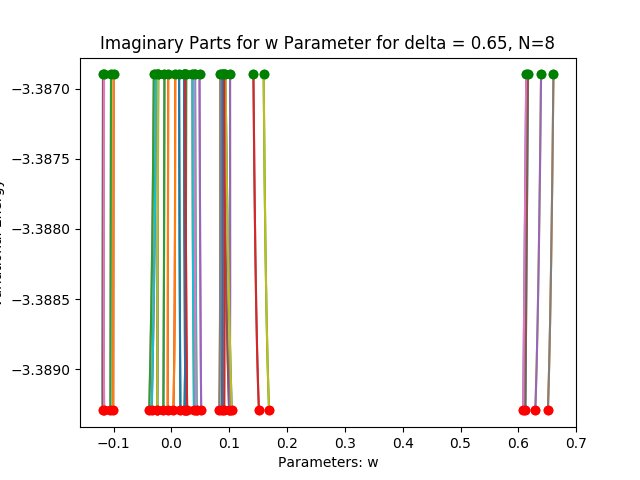 Imaginary Parts for w Parameter for delta = 0.65, N=8
−3.3870
−3.3875
−3.3880
−3.3885
−3.3890
−0.1 0.0 0.1 0.2 0.3 0.4 0.5 0.6 0.7
Parameters: w